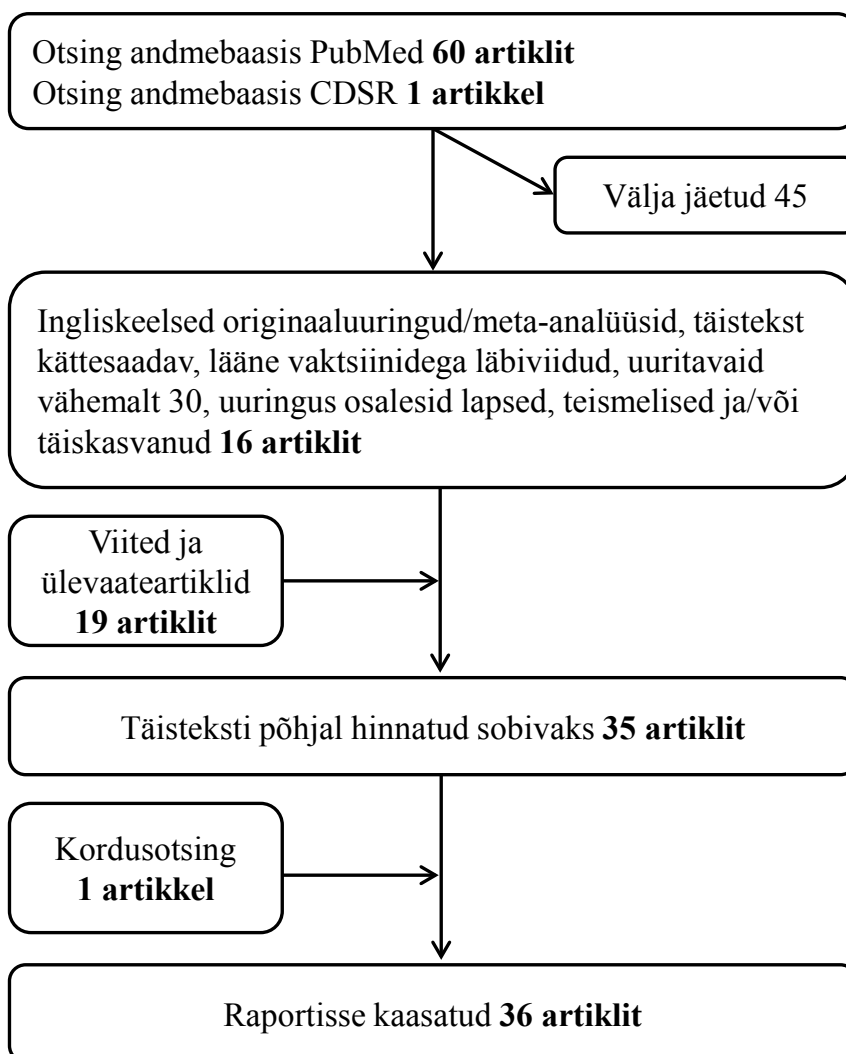 Otsing andmebaasis PubMed 60 artiklit
Otsing andmebaasis CDSR 1 artikkel
Välja jäetud 45
Ingliskeelsed originaaluuringud/meta-analüüsid, täistekst
kättesaadav, lääne vaktsiinidega läbiviidud, uuritavaid
vähemalt 30, uuringus osalesid lapsed, teismelised ja/või
täiskasvanud 16 artiklit
Viited ja
ülevaateartiklid
19 artiklit
Täisteksti põhjal hinnatud sobivaks 35 artiklit
Kordusotsing
1 artikkel
Raportisse kaasatud 36 artiklit